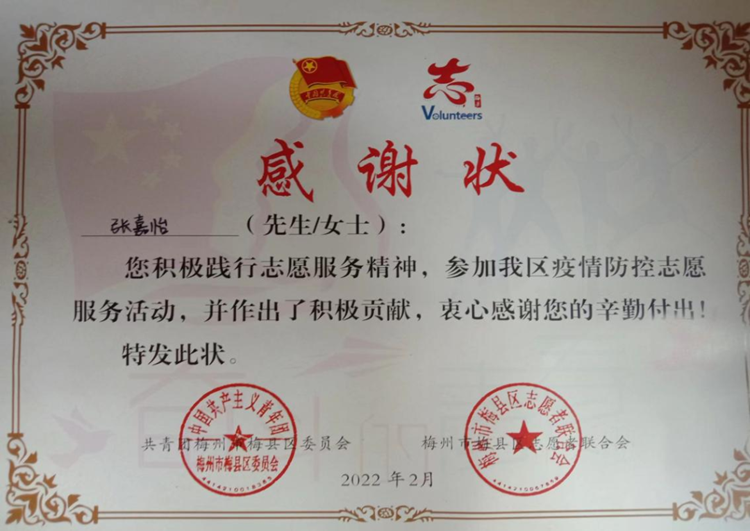 志
Volunteers
感谢状
张嘉怡（先生/女士）：
您积极践行志愿服务精神，参加我区疫情防控志愿
服务活动，并作出了积极贡献，衷心感谢您的辛勤付出！
特发此状。
中国共产主义青年团
梅州市梅县区委员会
梅州市梅县区志愿者联合会
共青团梅州市梅县区委员会
梅州市梅县区志愿者联合会
2022年2月